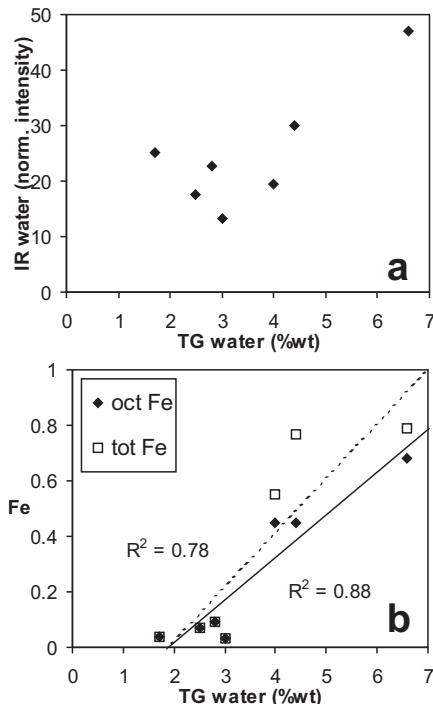 50
40
30
20
10
0
IR water (norm. intensity)
a
0 1 2 3 4 5 6 7
TG water (%wt)
b
1
0.8
0.6
0.4
0.2
0
Fe
oct Fe
tot Fe
R² = 0.78
R² = 0.88
0 1 2 3 4 5 6 7
TG water (%wt)